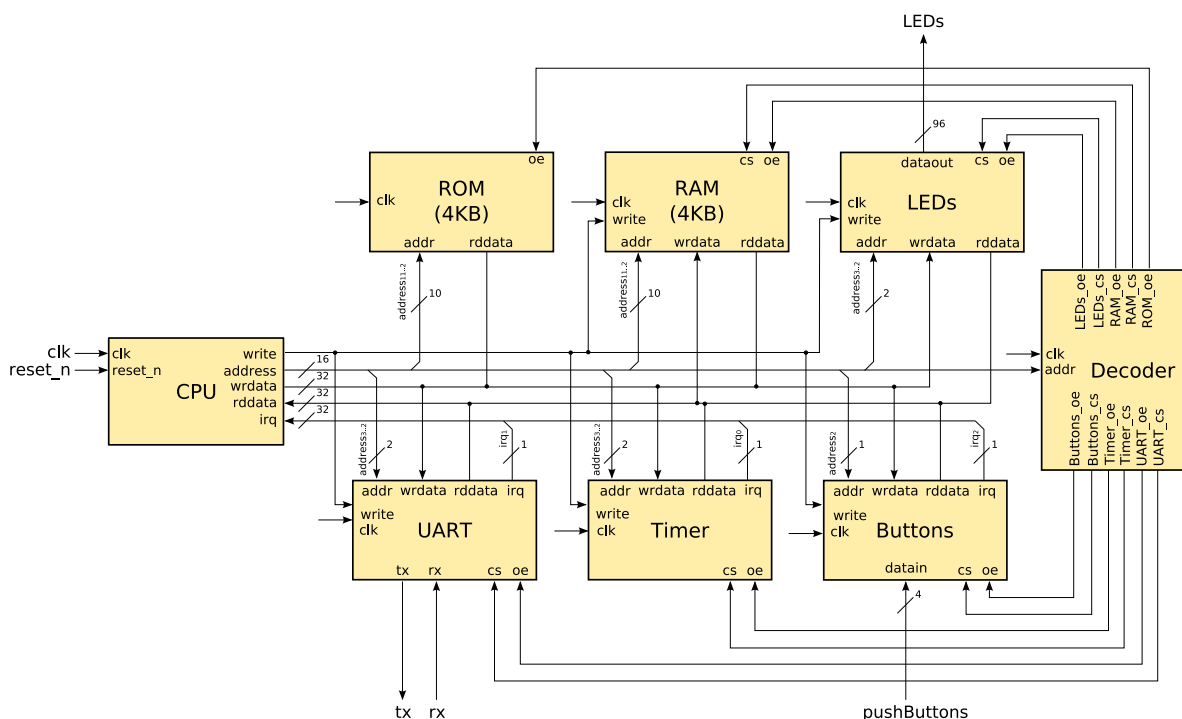 LEDs
96
oe
clk
ROM
(4KB)
addr
rddata
cs
oe
clk
write
RAM
(4KB)
addr
wrdata
rddata
dataout
cs
oe
clk
write
LEDs
addr
wrdata
rddata
address11..2
10
address11..2
10
address3..2
2
LEDs_oe
LEDs_cs
RAM_oe
RAM_cs
ROM_oe
clk
addr
Decoder
Buttons_oe
Buttons_cs
Timer_oe
Timer_cs
UART_oe
UART_cs
clk
reset_n
clk
reset_n
CPU
write
address
wrdata
rddata
irq
16
32
32
32
address3..2
2
irq1
1
address3..2
2
irq0
1
address2
1
irq2
1
addr
wrdata
rddata
irq
write
clk
UART
tx
rx
cs
oe
addr
wrdata
rddata
irq
write
clk
Timer
cs
oe
addr
wrdata
rddata
irq
write
clk
Buttons
datain
cs
oe
4
tx
rx
pushButtons